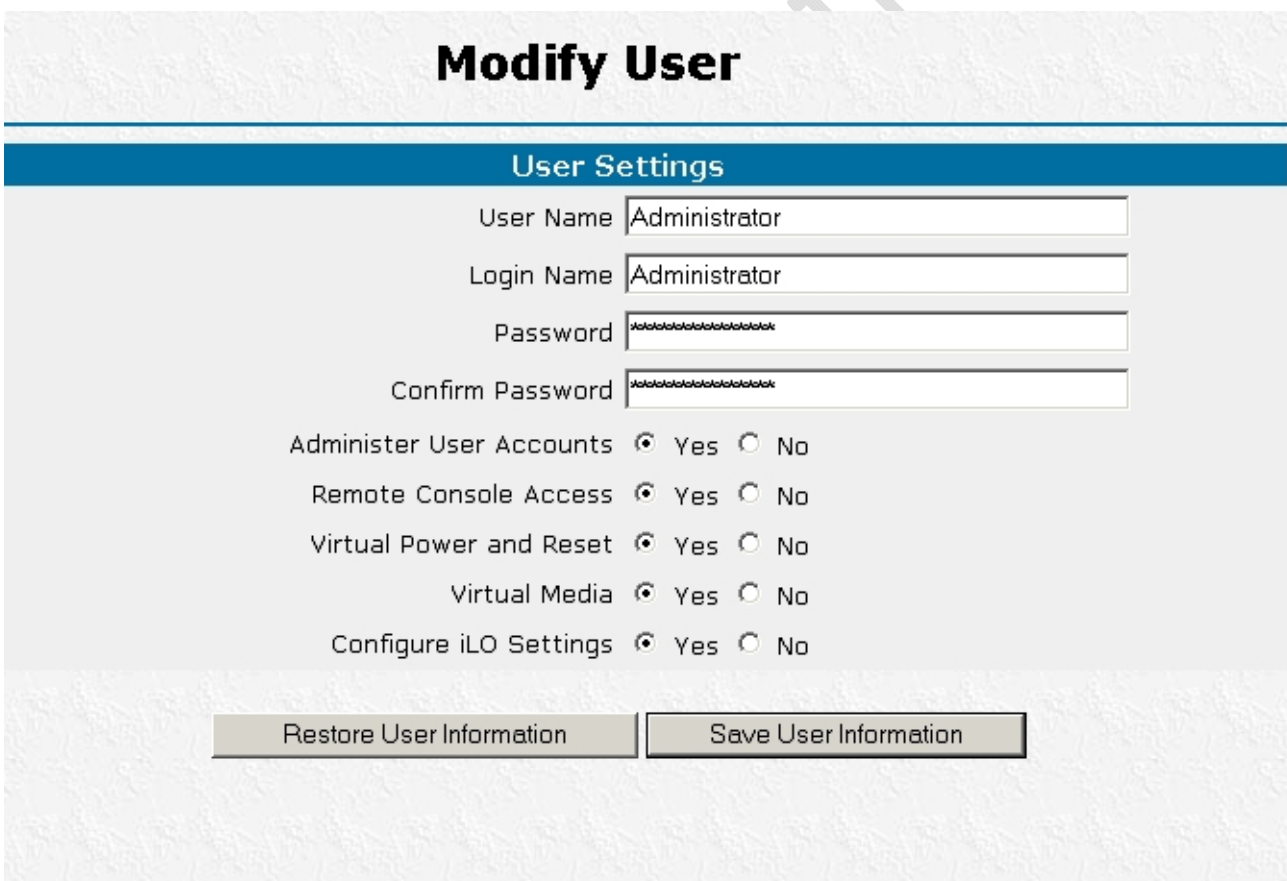 Modify User
User Settings
User Name Administrator
Login Name Administrator
Password ****************
Confirm Password ****************
Administer User Accounts Yes No
Remote Console Access Yes No
Virtual Power and Reset Yes No
Virtual Media Yes No
Configure iLO Settings Yes No
Restore User Information Save User Information